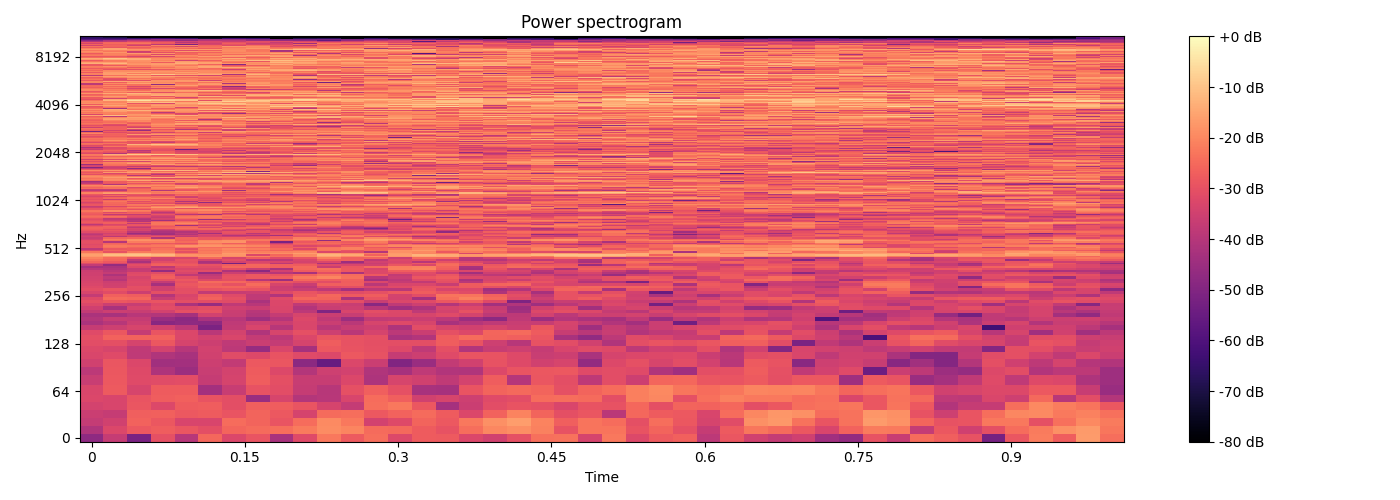 Power spectrogram
Hz
8192
4096
2048
1024
512
256
128
64
0
0 0.15 0.3 0.45 0.6 0.75 0.9
Time
+0 dB
-10 dB
-20 dB
-30 dB
-40 dB
-50 dB
-60 dB
-70 dB
-80 dB